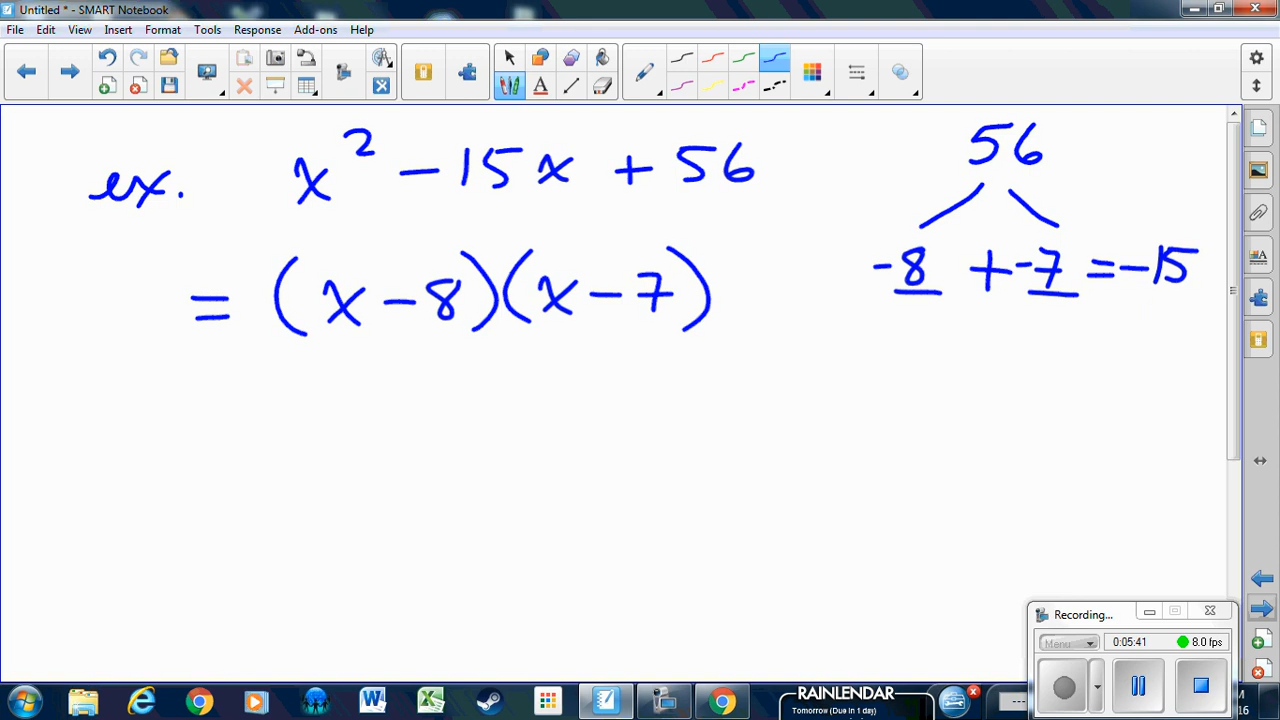 Untitled * - SMART Notebook
File Edit View Insert Format Tools Response Add-ons Help
ex. x² - 15x + 56
= (x - 8)(x - 7)
56
-8 + -7 = -15
Recording...
Menu 0:05:41 8.0 fps
RAINLENDAR
Tomorrow (Due in 1 day)